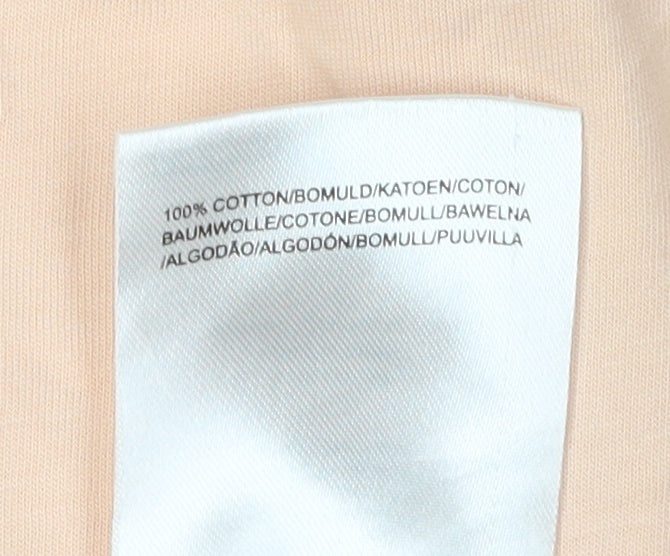 100% COTTON/BOMULD/KATOEN/COTON/
BAUMWOLLE/COTONE/BOMULL/BAWELNA
/ALGODÃO/ALGODÓN/BOMULL/PUUVILLA